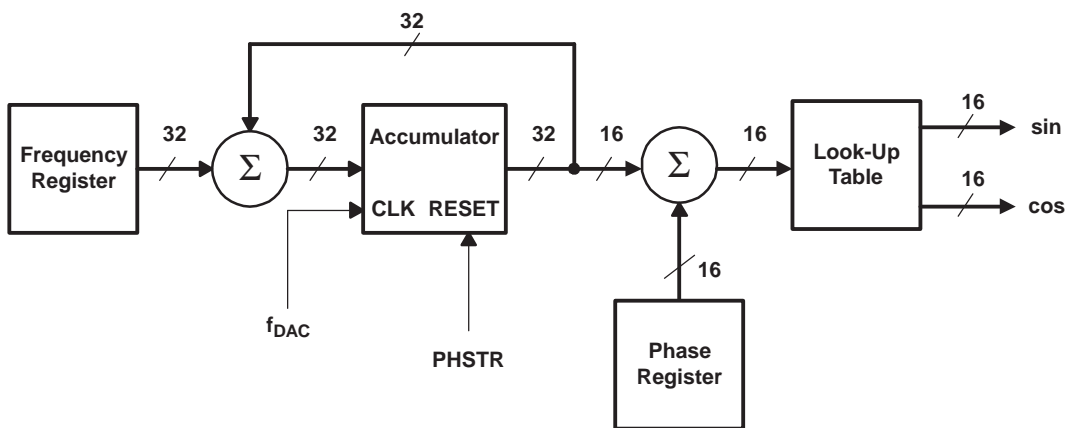 32
Frequency
Register
32
Σ
32
Accumulator
CLK RESET
32
16
Σ
16
Look-Up
Table
16
sin
16
cos
16
f_DAC
PHSTR
Phase
Register